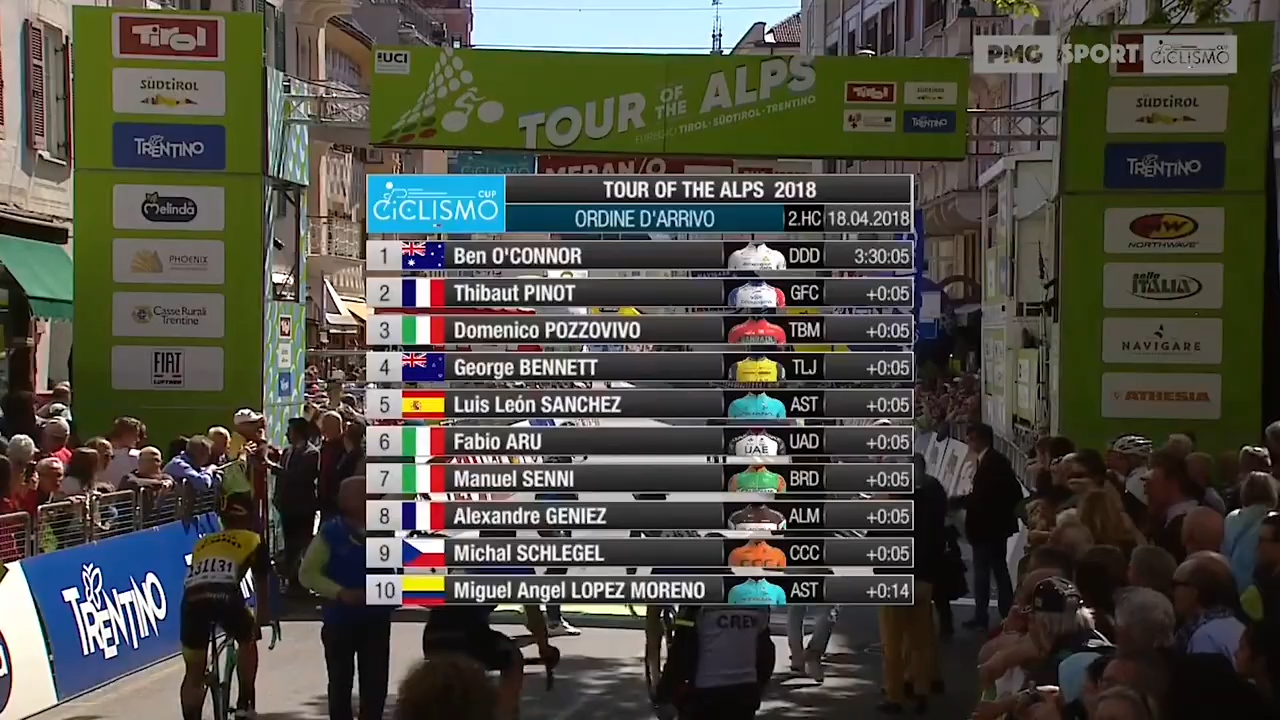 Tirol
SÜDTIROL
TRENTINO
Melinda
PHOENIX
Casse Rurali
Trentine
FIAT
UCI
TOUR OF THE ALPS
EUREGIO TIROL · SÜDTIROL · TRENTINO
Tirol
TRENTINO
PMG SPORT CICLISMO
SÜDTIROL
TRENTINO
NORTHWAVE
selle
ITALIA
NAVIGARE
ATHESIA
CICLISMO CUP
TOUR OF THE ALPS 2018
ORDINE D'ARRIVO 2.HC 18.04.2018
1 Ben O'CONNOR DDD 3:30:05
2 Thibaut PINOT GFC +0:05
3 Domenico POZZOVIVO TBM +0:05
4 George BENNETT TLJ +0:05
5 Luis León SANCHEZ AST +0:05
6 Fabio ARU UAE UAD +0:05
7 Manuel SENNI BRD +0:05
8 Alexandre GENIEZ ALM +0:05
9 Michal SCHLEGEL CCC +0:05
10 Miguel Angel LOPEZ MORENO AST +0:14
TRENTINO
CREW